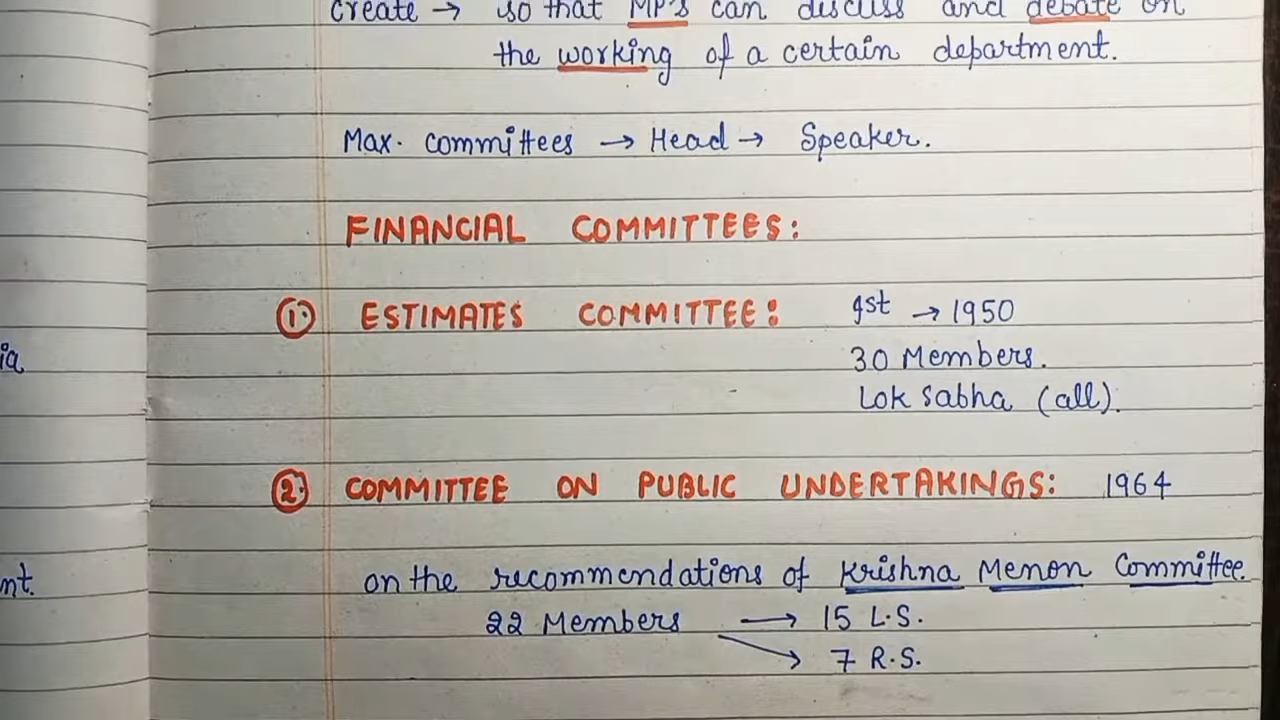 create → so that MP's can discuss and debate on
the working of a certain department.
Max. committees → Head → Speaker.
FINANCIAL COMMITTEES:
① ESTIMATES COMMITTEE: 1st → 1950
30 Members.
Lok Sabha (all).
② COMMITTEE ON PUBLIC UNDERTAKINGS: 1964
on the recommendations of Krishna Menon Committee.
22 Members → 15 L.S.
→ 7 R.S.
ia
nt.